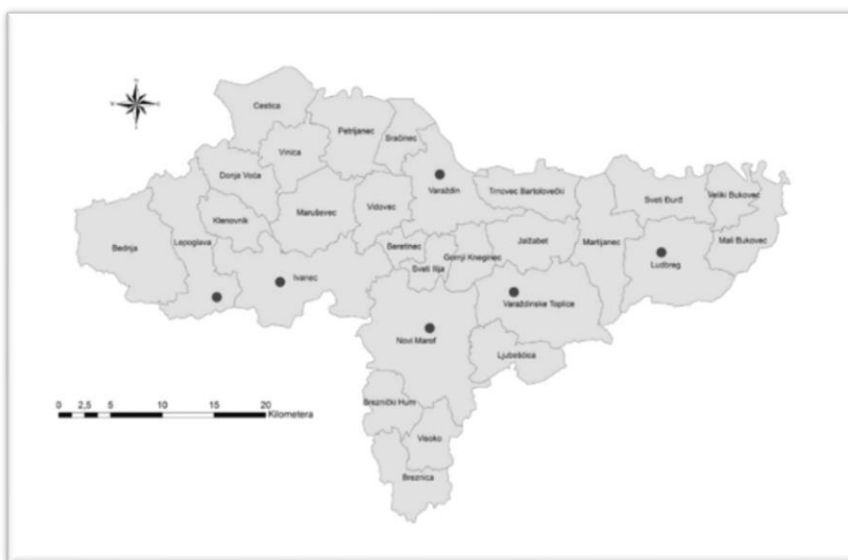 N
Cestica
Petrijanec
Sračinec
Vinica
Donja Voća
Varaždin
Trnovec Bartolovečki
Sveti Đurđ
Veliki Bukovec
Klenovnik
Maruševec
Vidovec
Bednja
Lepoglava
Beretinec
Gornji Kneginec
Jalžabet
Martijanec
Mali Bukovec
Sveti Ilija
Ludbreg
Ivanec
Varaždinske Toplice
Novi Marof
Ljubešćica
Breznički Hum
Visoko
Breznica
0 2,5 5 10 15 20
Kilometera